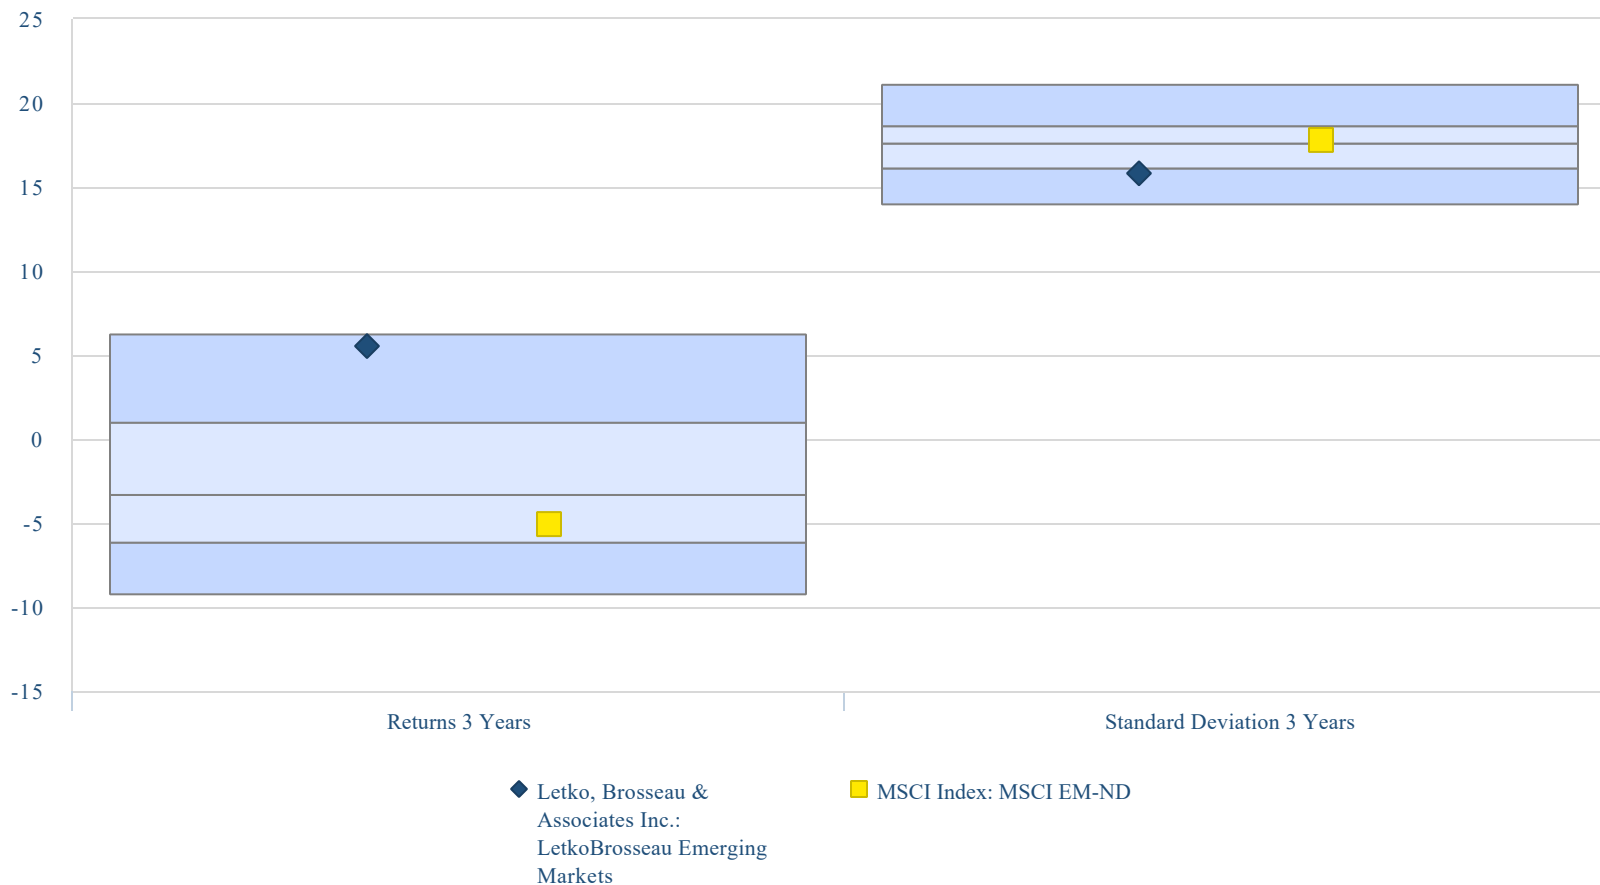 25
20
15
10
5
0
-5
-10
-15
Returns 3 Years
Standard Deviation 3 Years
Letko, Brosseau &
Associates Inc.:
LetkoBrosseau Emerging
Markets
MSCI Index: MSCI EM-ND